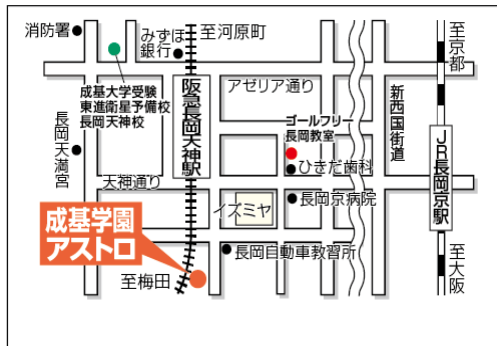 消防署
みずほ
銀行
至河原町
至京都
成基大学受験
東進衛星予備校
長岡天神校
阪急長岡天神駅
アゼリア通り
ゴールフリー
長岡教室
新西国街道
JR長岡京駅
長岡天満宮
ひきだ歯科
天神通り
イズミヤ
長岡京病院
成基学園
アストロ
長岡自動車教習所
至梅田
至大阪